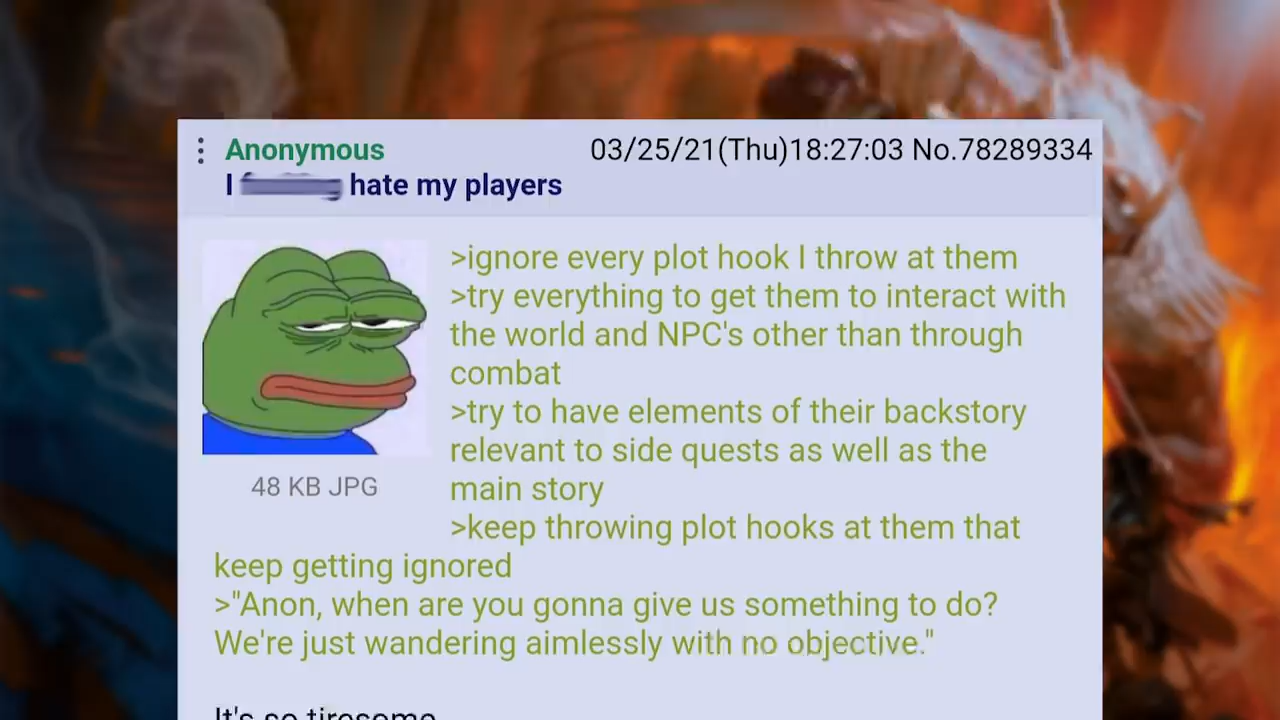 Anonymous 03/25/21(Thu)18:27:03 No.78289334
I hate my players
>ignore every plot hook I throw at them
>try everything to get them to interact with
the world and NPC's other than through
combat
>try to have elements of their backstory
relevant to side quests as well as the
main story
48 KB JPG
>keep throwing plot hooks at them that
keep getting ignored
>"Anon, when are you gonna give us something to do?
We're just wandering aimlessly with no objective."
It's so tiresome